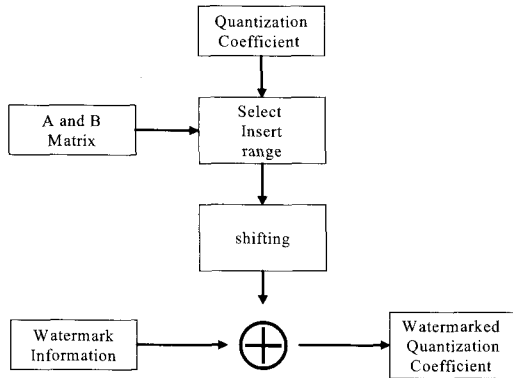 Quantization
Coefficient
A and B
Matrix
Select
Insert
range
shifting
Watermark
Information
Watermarked
Quantization
Coefficient